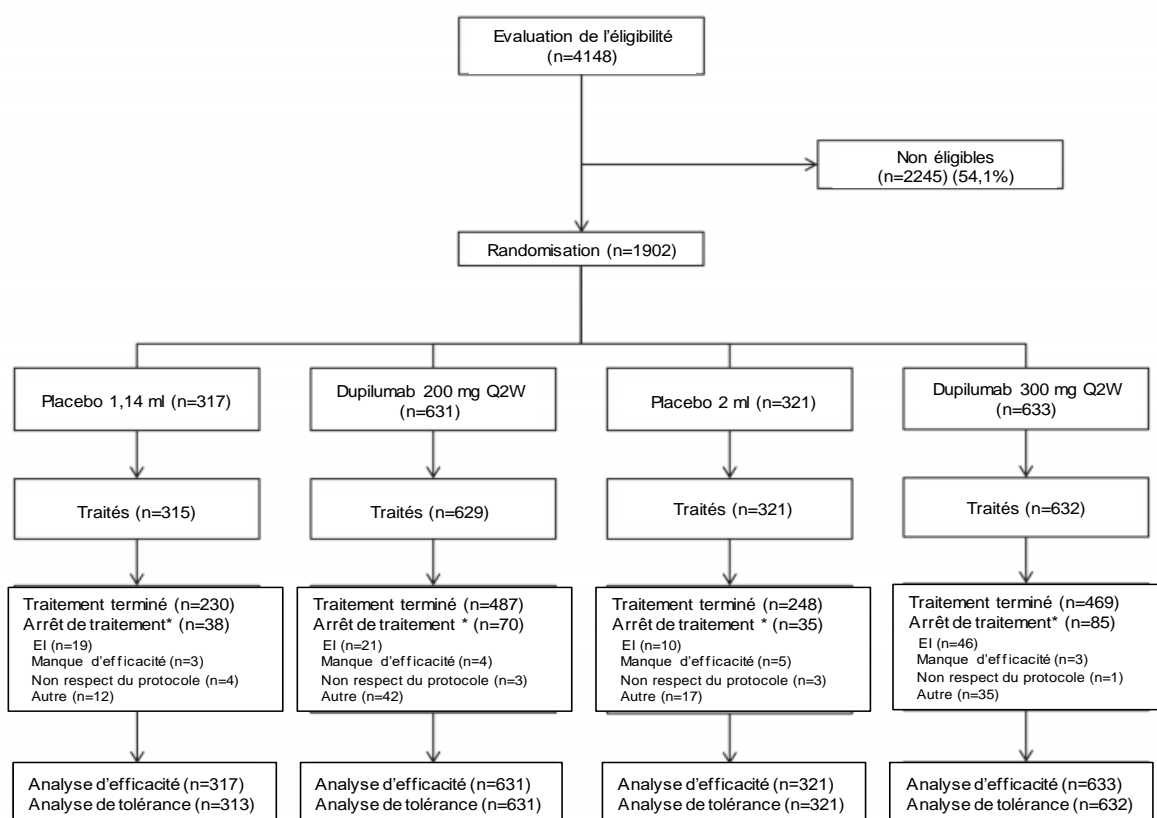 Evaluation de l'éligibilité
(n=4148)
Non éligibles
(n=2245) (54,1%)
Randomisation (n=1902)
Placebo 1,14 ml (n=317)
Dupilumab 200 mg Q2W
(n=631)
Placebo 2 ml (n=321)
Dupilumab 300 mg Q2W
(n=633)
Traités (n=315)
Traités (n=629)
Traités (n=321)
Traités (n=632)
Traitement terminé (n=230)
Arrêt de traitement* (n=38)
EI (n=19)
Manque d'efficacité (n=3)
Non respect du protocole (n=4)
Autre (n=12)
Traitement terminé (n=487)
Arrêt de traitement * (n=70)
EI (n=21)
Manque d'efficacité (n=4)
Non respect du protocole (n=3)
Autre (n=42)
Traitement terminé (n=248)
Arrêt de traitement * (n=35)
EI (n=10)
Manque d'efficacité (n=5)
Non respect du protocole (n=3)
Autre (n=17)
Traitement terminé (n=469)
Arrêt de traitement* (n=85)
EI (n=46)
Manque d'efficacité (n=3)
Non respect du protocole (n=1)
Autre (n=35)
Analyse d'efficacité (n=317)
Analyse de tolérance (n=313)
Analyse d'efficacité (n=631)
Analyse de tolérance (n=631)
Analyse d'efficacité (n=321)
Analyse de tolérance (n=321)
Analyse d'efficacité (n=633)
Analyse de tolérance (n=632)